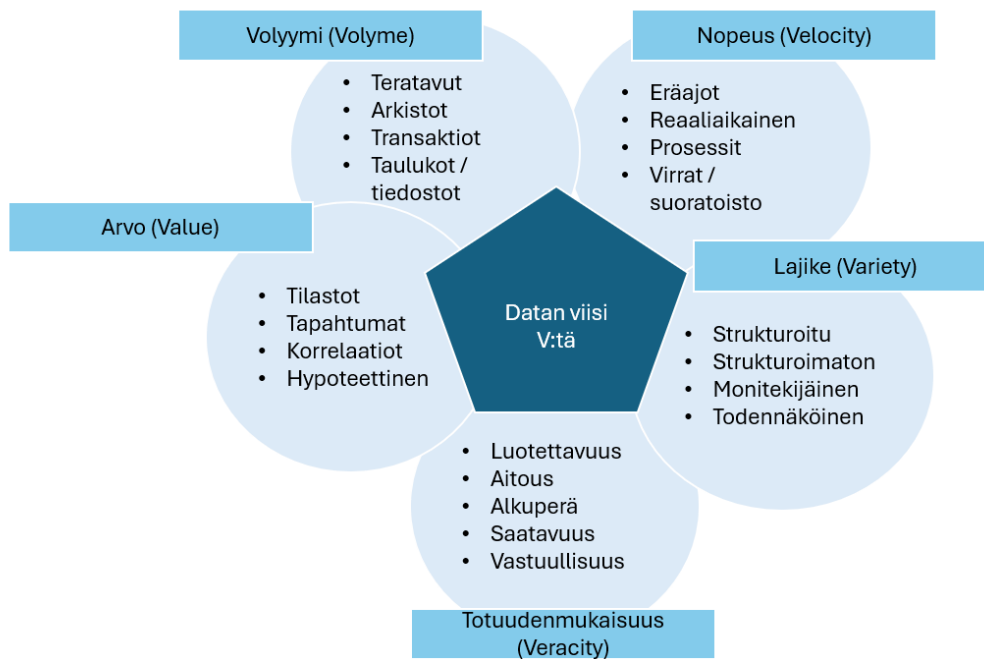 Volyymi (Volyme)
• Teratavut
• Arkistot
• Transaktiot
• Taulukot /
tiedostot
Nopeus (Velocity)
• Eräajot
• Reaaliaikainen
• Prosessit
• Virrat /
suoratoisto
Arvo (Value)
• Tilastot
• Tapahtumat
• Korrelaatiot
• Hypoteettinen
Datan viisi
V:tä
Lajike (Variety)
• Strukturoitu
• Strukturoimaton
• Monitekijäinen
• Todennäköinen
• Luotettavuus
• Aitous
• Alkuperä
• Saatavuus
• Vastuullisuus
Totuudenmukaisuus
(Veracity)